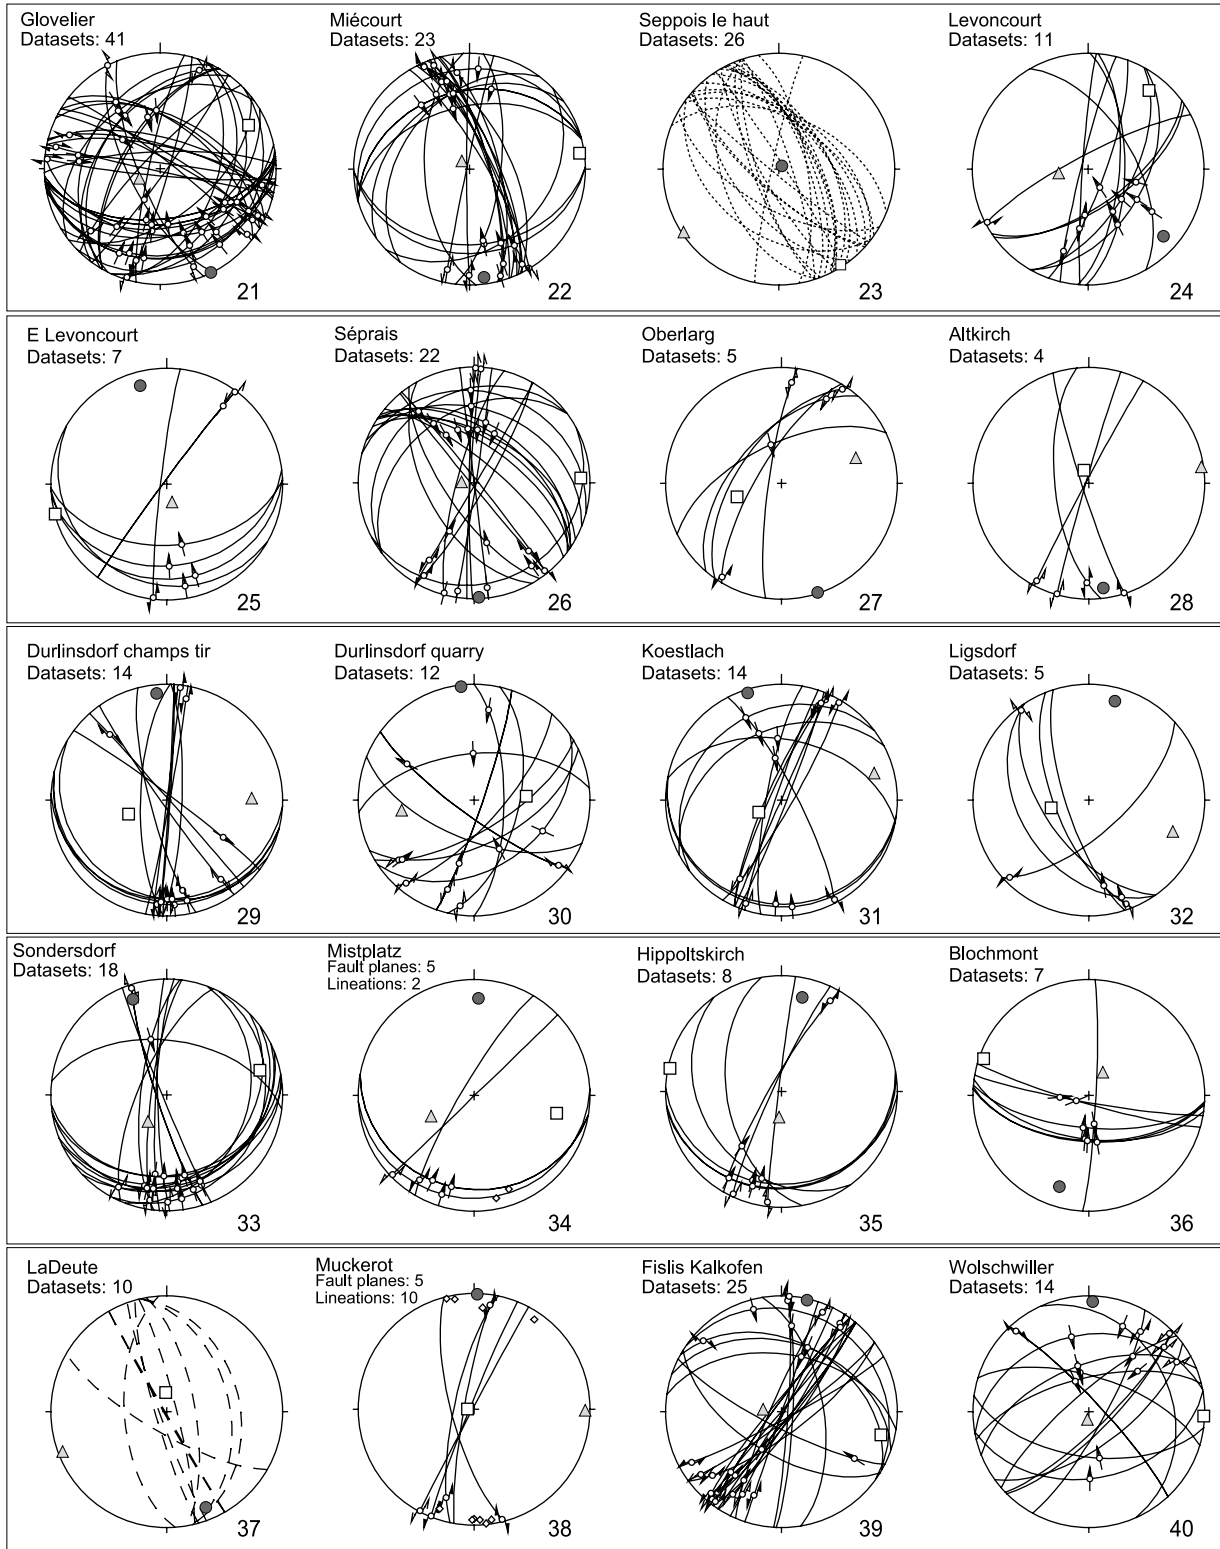 Glovelier
Datasets: 41
21
Miécourt
Datasets: 23
22
Seppois le haut
Datasets: 26
23
Levoncourt
Datasets: 11
24
E Levoncourt
Datasets: 7
25
Séprais
Datasets: 22
26
Oberlarg
Datasets: 5
27
Altkirch
Datasets: 4
28
Durlinsdorf champs tir
Datasets: 14
29
Durlinsdorf quarry
Datasets: 12
30
Koestlach
Datasets: 14
31
Ligsdorf
Datasets: 5
32
Sondersdorf
Datasets: 18
33
Mistplatz
Fault planes: 5
Lineations: 2
34
Hippoltskirch
Datasets: 8
35
Blochmont
Datasets: 7
36
LaDeute
Datasets: 10
37
Muckerot
Fault planes: 5
Lineations: 10
38
Fislis Kalkofen
Datasets: 25
39
Wolschwiller
Datasets: 14
40